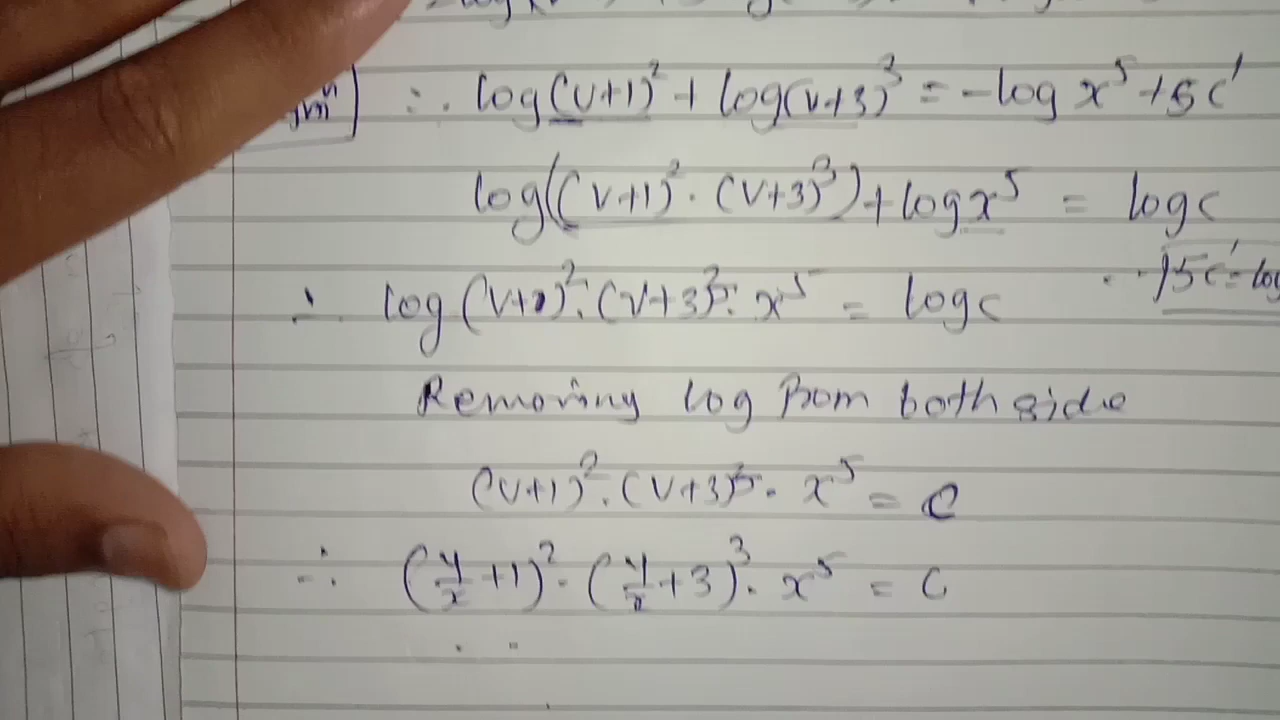 ∴ log(v+1)² + log(v+3)³ = -log x⁵ + 5c'
log((v+1)² · (v+3)³) + log x⁵ = log c
∵ 5c' = log
∴ log (v+1)² · (v+3)³ · x⁵ = log c
Removing log from both side
(v+1)² · (v+3)³ · x⁵ = c
∴ (y/x +1)² · (y/x +3)³ · x⁵ = c